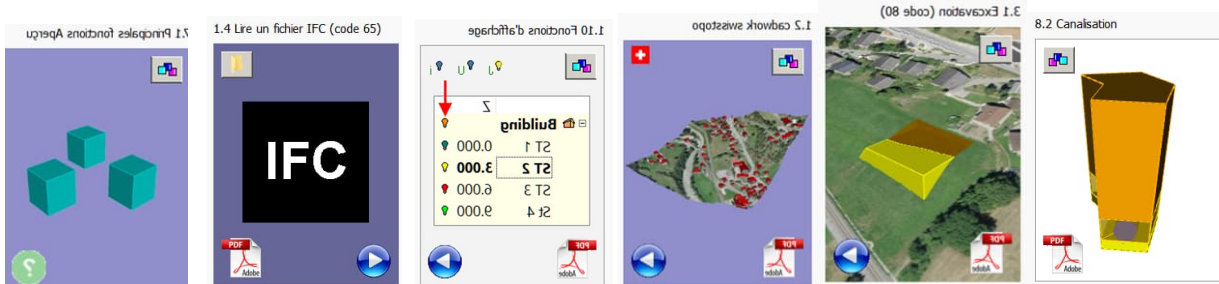 7.1 Principales fonctions Aperçu
?
1.4 Lire un fichier IFC (code 65)
IFC
PDF
Adobe
1.10 Fonctions d'affichage
J U I
Z
Building
ST 1 0.000
ST 2 3.000
ST 3 6.000
St 4 9.000
PDF
Adobe
1.2 cadwork swisstopo
PDF
Adobe
3.1 Excavation (code 80)
PDF
Adobe
8.2 Canalisation
PDF
Adobe